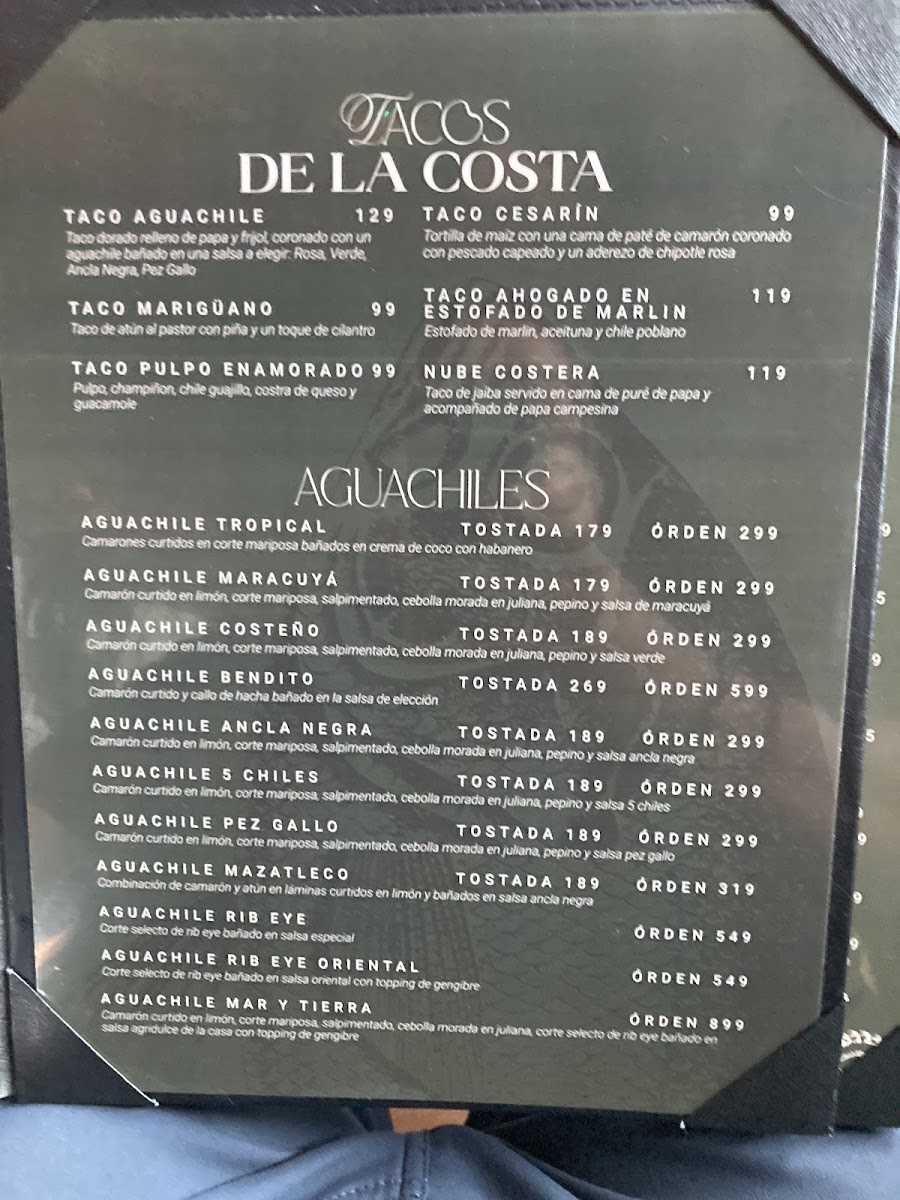 TACOS
DE LA COSTA
TACO AGUACHILE 129
Taco dorado relleno de papa y frijol, coronado con un
aguachile bañado en una salsa a elegir: Rosa, Verde,
Ancla Negra, Pez Gallo
TACO MARIGÜANO 99
Taco de atún al pastor con piña y un toque de cilantro
TACO PULPO ENAMORADO 99
Pulpo, champiñon, chile guajillo, costra de queso y
guacamole
TACO CESARÍN 99
Tortilla de maíz con una cama de paté de camarón coronado
con pescado capeado y un aderezo de chipotle rosa
TACO AHOGADO EN 119
ESTOFADO DE MARLIN
Estofado de marlin, aceituna y chile poblano
NUBE COSTERA 119
Taco de jaiba servido en cama de puré de papa y
acompañado de papa campesina
AGUACHILES
AGUACHILE TROPICAL TOSTADA 179 ÓRDEN 299
Camarones curtidos en corte mariposa bañados en crema de coco con habanero
AGUACHILE MARACUYÁ TOSTADA 179 ÓRDEN 299
Camarón curtido en limón, corte mariposa, salpimentado, cebolla morada en juliana, pepino y salsa de maracuyá
AGUACHILE COSTEÑO TOSTADA 189 ÓRDEN 299
Camarón curtido en limón, corte mariposa, salpimentado, cebolla morada en juliana, pepino y salsa verde
AGUACHILE BENDITO TOSTADA 269 ÓRDEN 599
Camarón curtido y callo de hacha bañado en la salsa de elección
AGUACHILE ANCLA NEGRA TOSTADA 189 ÓRDEN 299
Camarón curtido en limón, corte mariposa, salpimentado, cebolla morada en juliana, pepino y salsa ancla negra
AGUACHILE 5 CHILES TOSTADA 189 ÓRDEN 299
Camarón curtido en limón, corte mariposa, salpimentado, cebolla morada en juliana, pepino y salsa 5 chiles
AGUACHILE PEZ GALLO TOSTADA 189 ÓRDEN 299
Camarón curtido en limón, corte mariposa, salpimentado, cebolla morada en juliana, pepino y salsa pez gallo
AGUACHILE MAZATLECO TOSTADA 189 ÓRDEN 319
Combinación de camarón y atún en láminas curtidos en limón y bañados en salsa ancla negra
AGUACHILE RIB EYE ÓRDEN 549
Corte selecto de rib eye bañado en salsa especial
AGUACHILE RIB EYE ORIENTAL ÓRDEN 549
Corte selecto de rib eye bañado en salsa oriental con topping de gengibre
AGUACHILE MAR Y TIERRA ÓRDEN 899
Camarón curtido en limón, corte mariposa, salpimentado, cebolla morada en juliana, corte selecto de rib eye bañado en
salsa agridulce de la casa con topping de gengibre